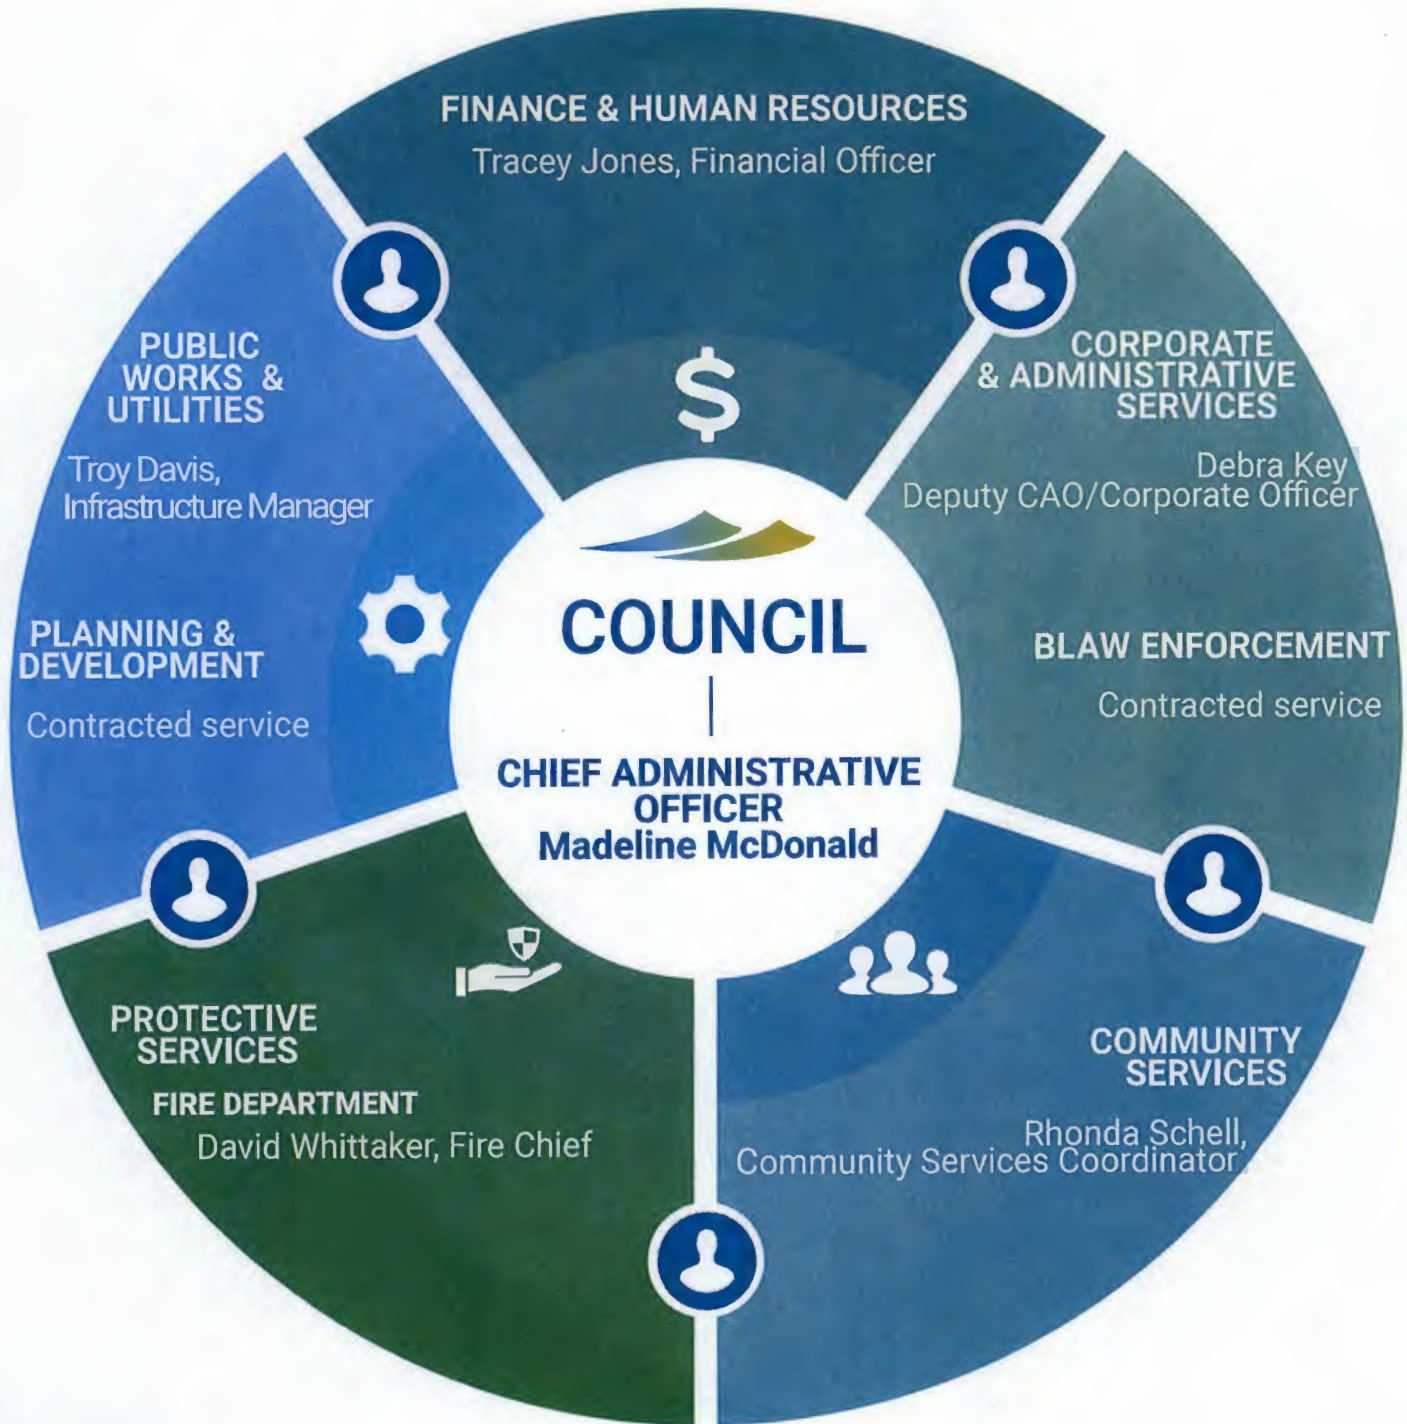 FINANCE & HUMAN RESOURCES
Tracey Jones, Financial Officer
PUBLIC
WORKS &
UTILITIES
Troy Davis,
Infrastructure Manager
PLANNING &
DEVELOPMENT
Contracted service
CORPORATE
& ADMINISTRATIVE
SERVICES
Debra Key
Deputy CAO/Corporate Officer
BLAW ENFORCEMENT
Contracted service
COUNCIL
CHIEF ADMINISTRATIVE
OFFICER
Madeline McDonald
PROTECTIVE
SERVICES
FIRE DEPARTMENT
David Whittaker, Fire Chief
COMMUNITY
SERVICES
Rhonda Schell,
Community Services Coordinator